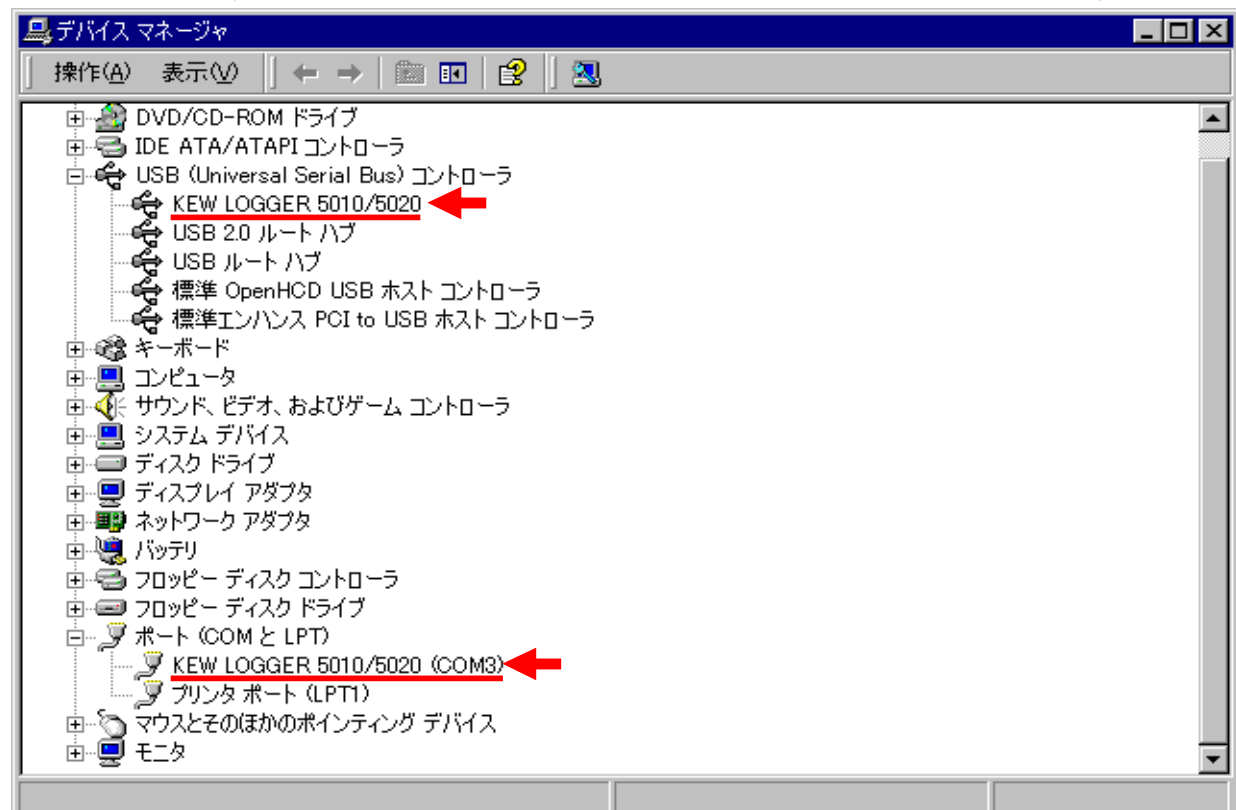 デバイス マネージャ
操作(A) 表示(V)
DVD/CD-ROM ドライブ
IDE ATA/ATAPI コントローラ
USB (Universal Serial Bus) コントローラ
KEW LOGGER 5010/5020
USB 2.0 ルート ハブ
USB ルート ハブ
標準 OpenHCD USB ホスト コントローラ
標準エンハンス PCI to USB ホスト コントローラ
キーボード
コンピュータ
サウンド、ビデオ、およびゲーム コントローラ
システム デバイス
ディスク ドライブ
ディスプレイ アダプタ
ネットワーク アダプタ
バッテリ
フロッピー ディスク コントローラ
フロッピー ディスク ドライブ
ポート (COM と LPT)
KEW LOGGER 5010/5020 (COM3)
プリンタ ポート (LPT1)
マウスとそのほかのポインティング デバイス
モニタ